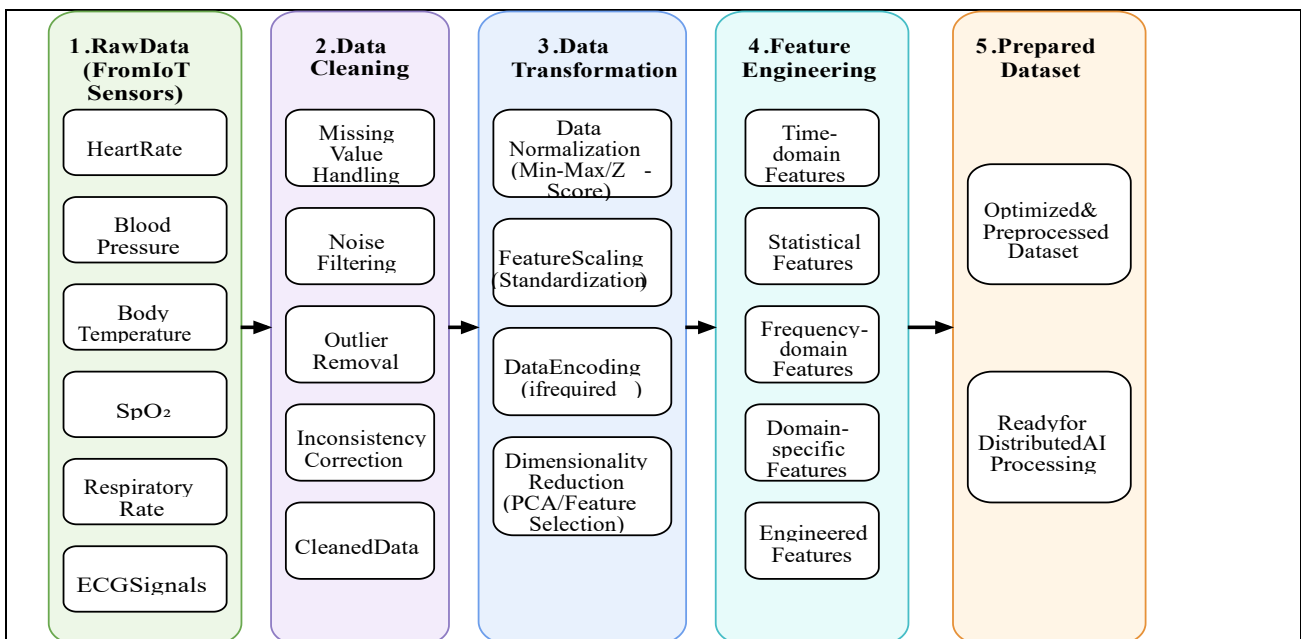 1.RawData
(FromIoT
Sensors)
HeartRate
Blood
Pressure
Body
Temperature
SpO₂
Respiratory
Rate
ECGSignals
2.Data
Cleaning
Missing
Value
Handling
Noise
Filtering
Outlier
Removal
Inconsistency
Correction
CleanedData
3.Data
Transformation
Data
Normalization
(Min-Max/Z -
Score)
FeatureScaling
(Standardization)
DataEncoding
(ifrequired )
Dimensionality
Reduction
(PCA/Feature
Selection)
4.Feature
Engineering
Time-
domain
Features
Statistical
Features
Frequency-
domain
Features
Domain-
specific
Features
Engineered
Features
5.Prepared
Dataset
Optimized&
Preprocessed
Dataset
Readyfor
DistributedAI
Processing